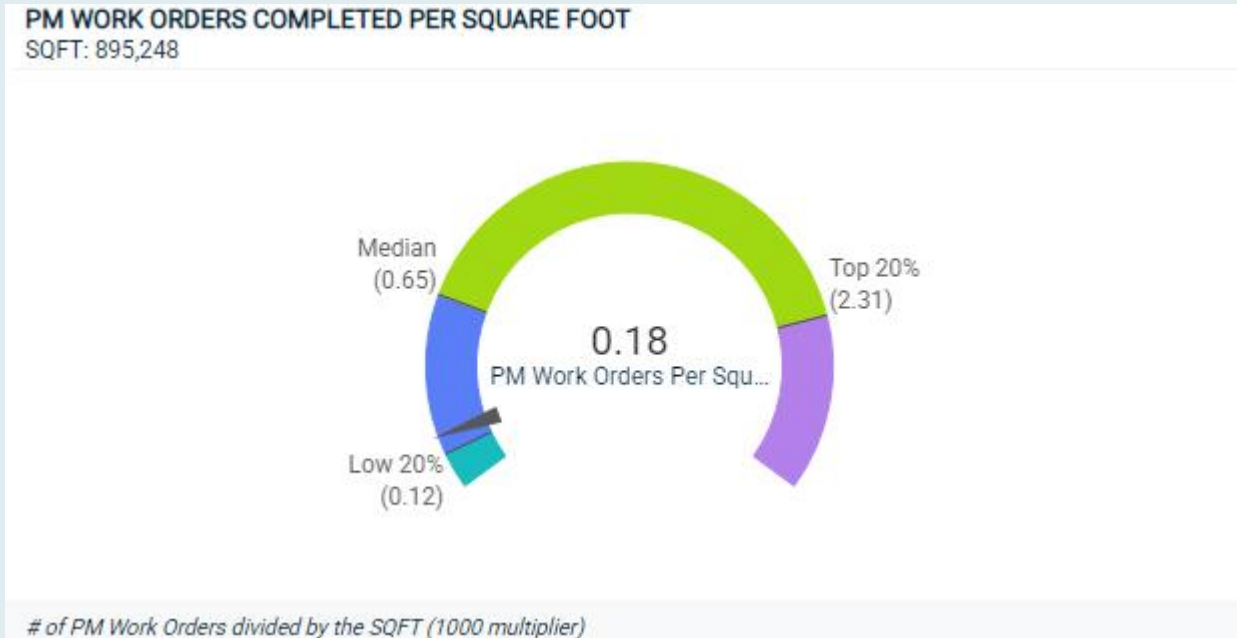 PM WORK ORDERS COMPLETED PER SQUARE FOOT
SQFT: 895,248
Median
(0.65)
Top 20%
(2.31)
0.18
PM Work Orders Per Squ...
Low 20%
(0.12)
# of PM Work Orders divided by the SQFT (1000 multiplier)